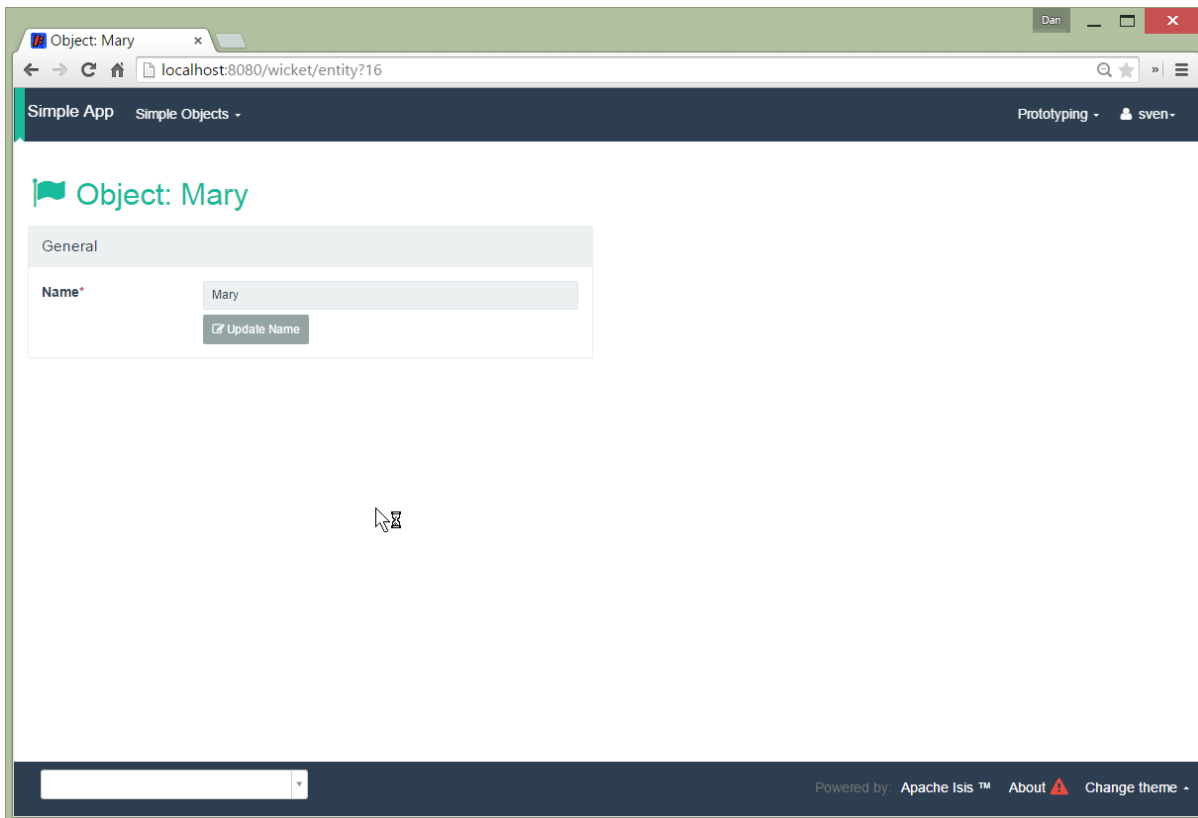 Dan
Object: Mary
localhost:8080/wicket/entity?16
Simple App Simple Objects Prototyping sven
Object: Mary
General
Name* Mary
Update Name
Powered by: Apache Isis ™ About Change theme